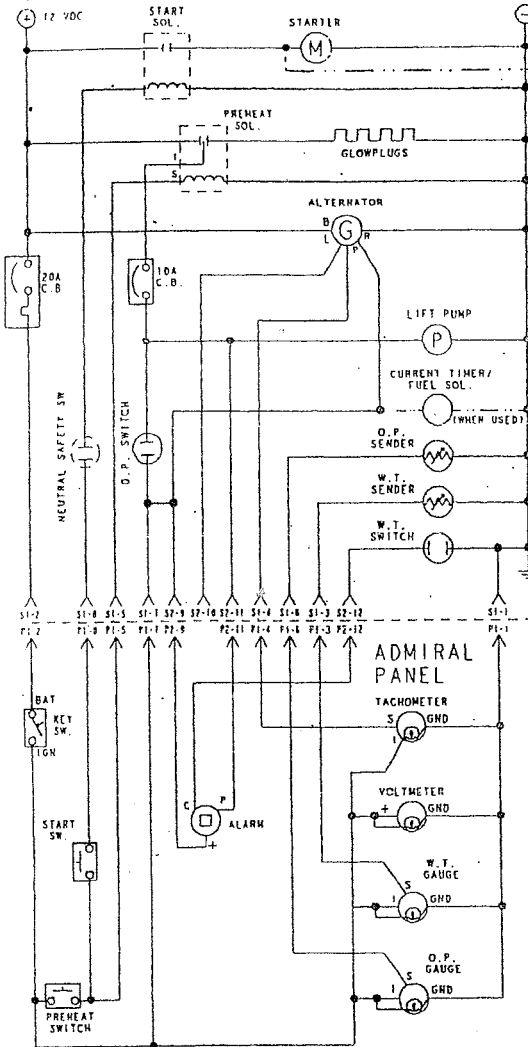 + 12 VDC
-
START
SOL.
STARTER
M
PREHEAT
SOL.
I
S
GLOWPLUGS
ALTERNATOR
B
L
G
R
P
20A
C.B
10A
C.B.
LIFT PUMP
P
CURRENT TIMER/
FUEL SOL.
(WHEN USED)
NEUTRAL SAFETY SW
O.P. SWITCH
O.P.
SENDER
W.T.
SENDER
W.T.
SWITCH
S1-2 S1-8 S1-5 S1-7 S2-9 S2-10 S2-11 S1-4 S1-6 S1-3 S2-12 S1-1
P1-2 P1-8 P1-5 P1-7 P2-9 P2-11 P1-4 P1-6 P1-3 P2-12 P1-1
ADMIRAL
PANEL
BAT
KEY
SW.
IGN
TACHOMETER
S
GND
I
VOLTMETER
+
GND
C
P
ALARM
+
START
SW.
W.T.
GAUGE
S
I
GND
O.P.
GAUGE
S
I
GND
PREHEAT
SWITCH